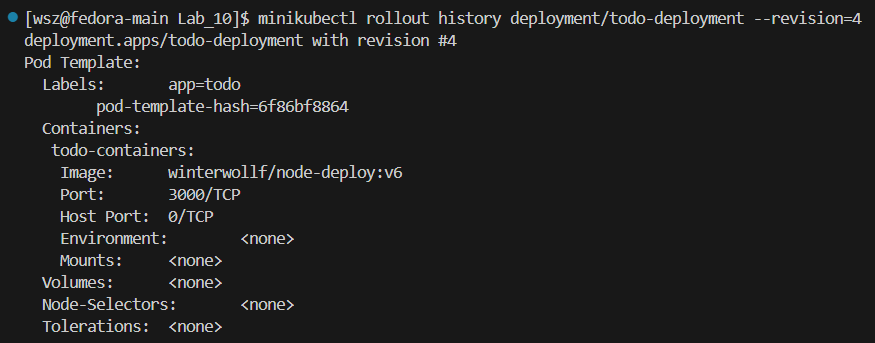 [wsz@fedora-main Lab_10]$ minikubectl rollout history deployment/todo-deployment --revision=4
deployment.apps/todo-deployment with revision #4
Pod Template:
  Labels:       app=todo
        pod-template-hash=6f86bf8864
  Containers:
   todo-containers:
    Image:      winterwollf/node-deploy:v6
    Port:       3000/TCP
    Host Port:  0/TCP
    Environment:        <none>
    Mounts:     <none>
  Volumes:      <none>
  Node-Selectors:       <none>
  Tolerations:  <none>